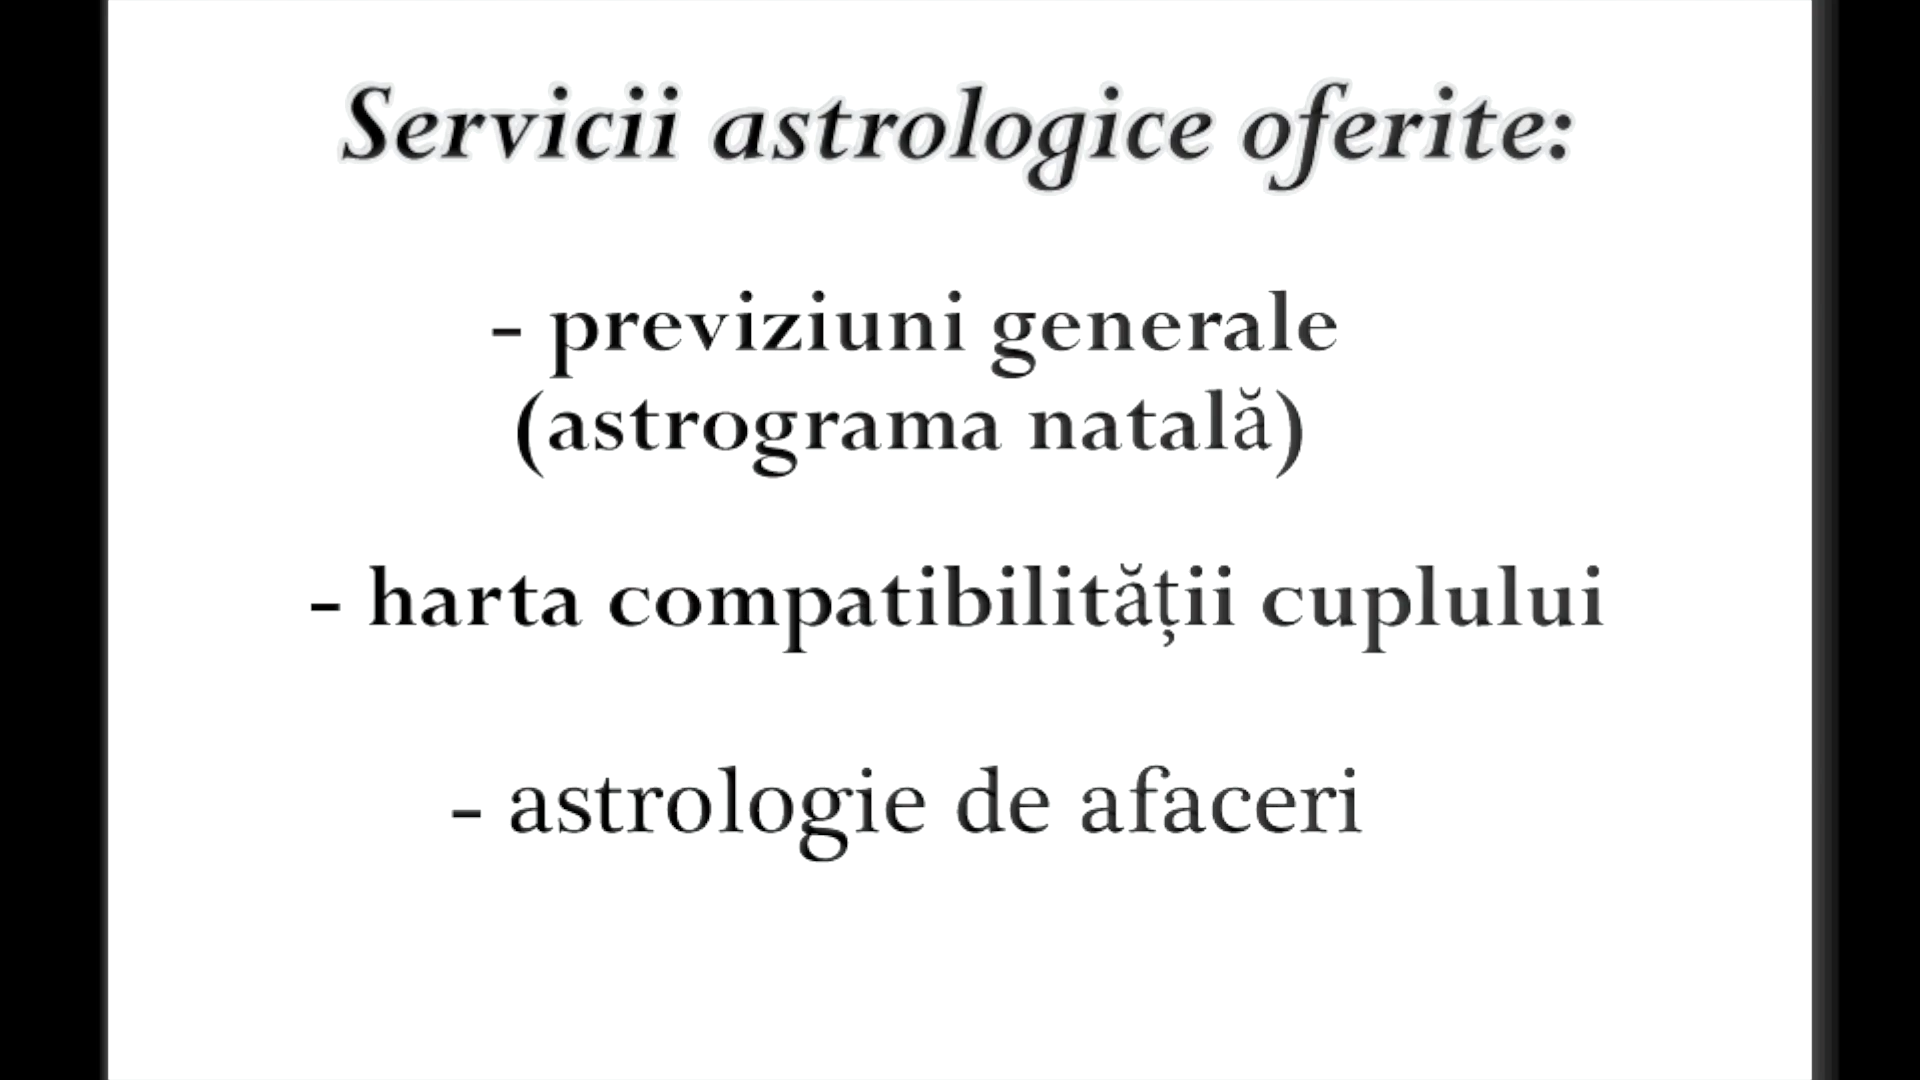 Servicii astrologice oferite:
- previziuni generale
(astrograma natală)
- harta compatibilității cuplului
- astrologie de afaceri